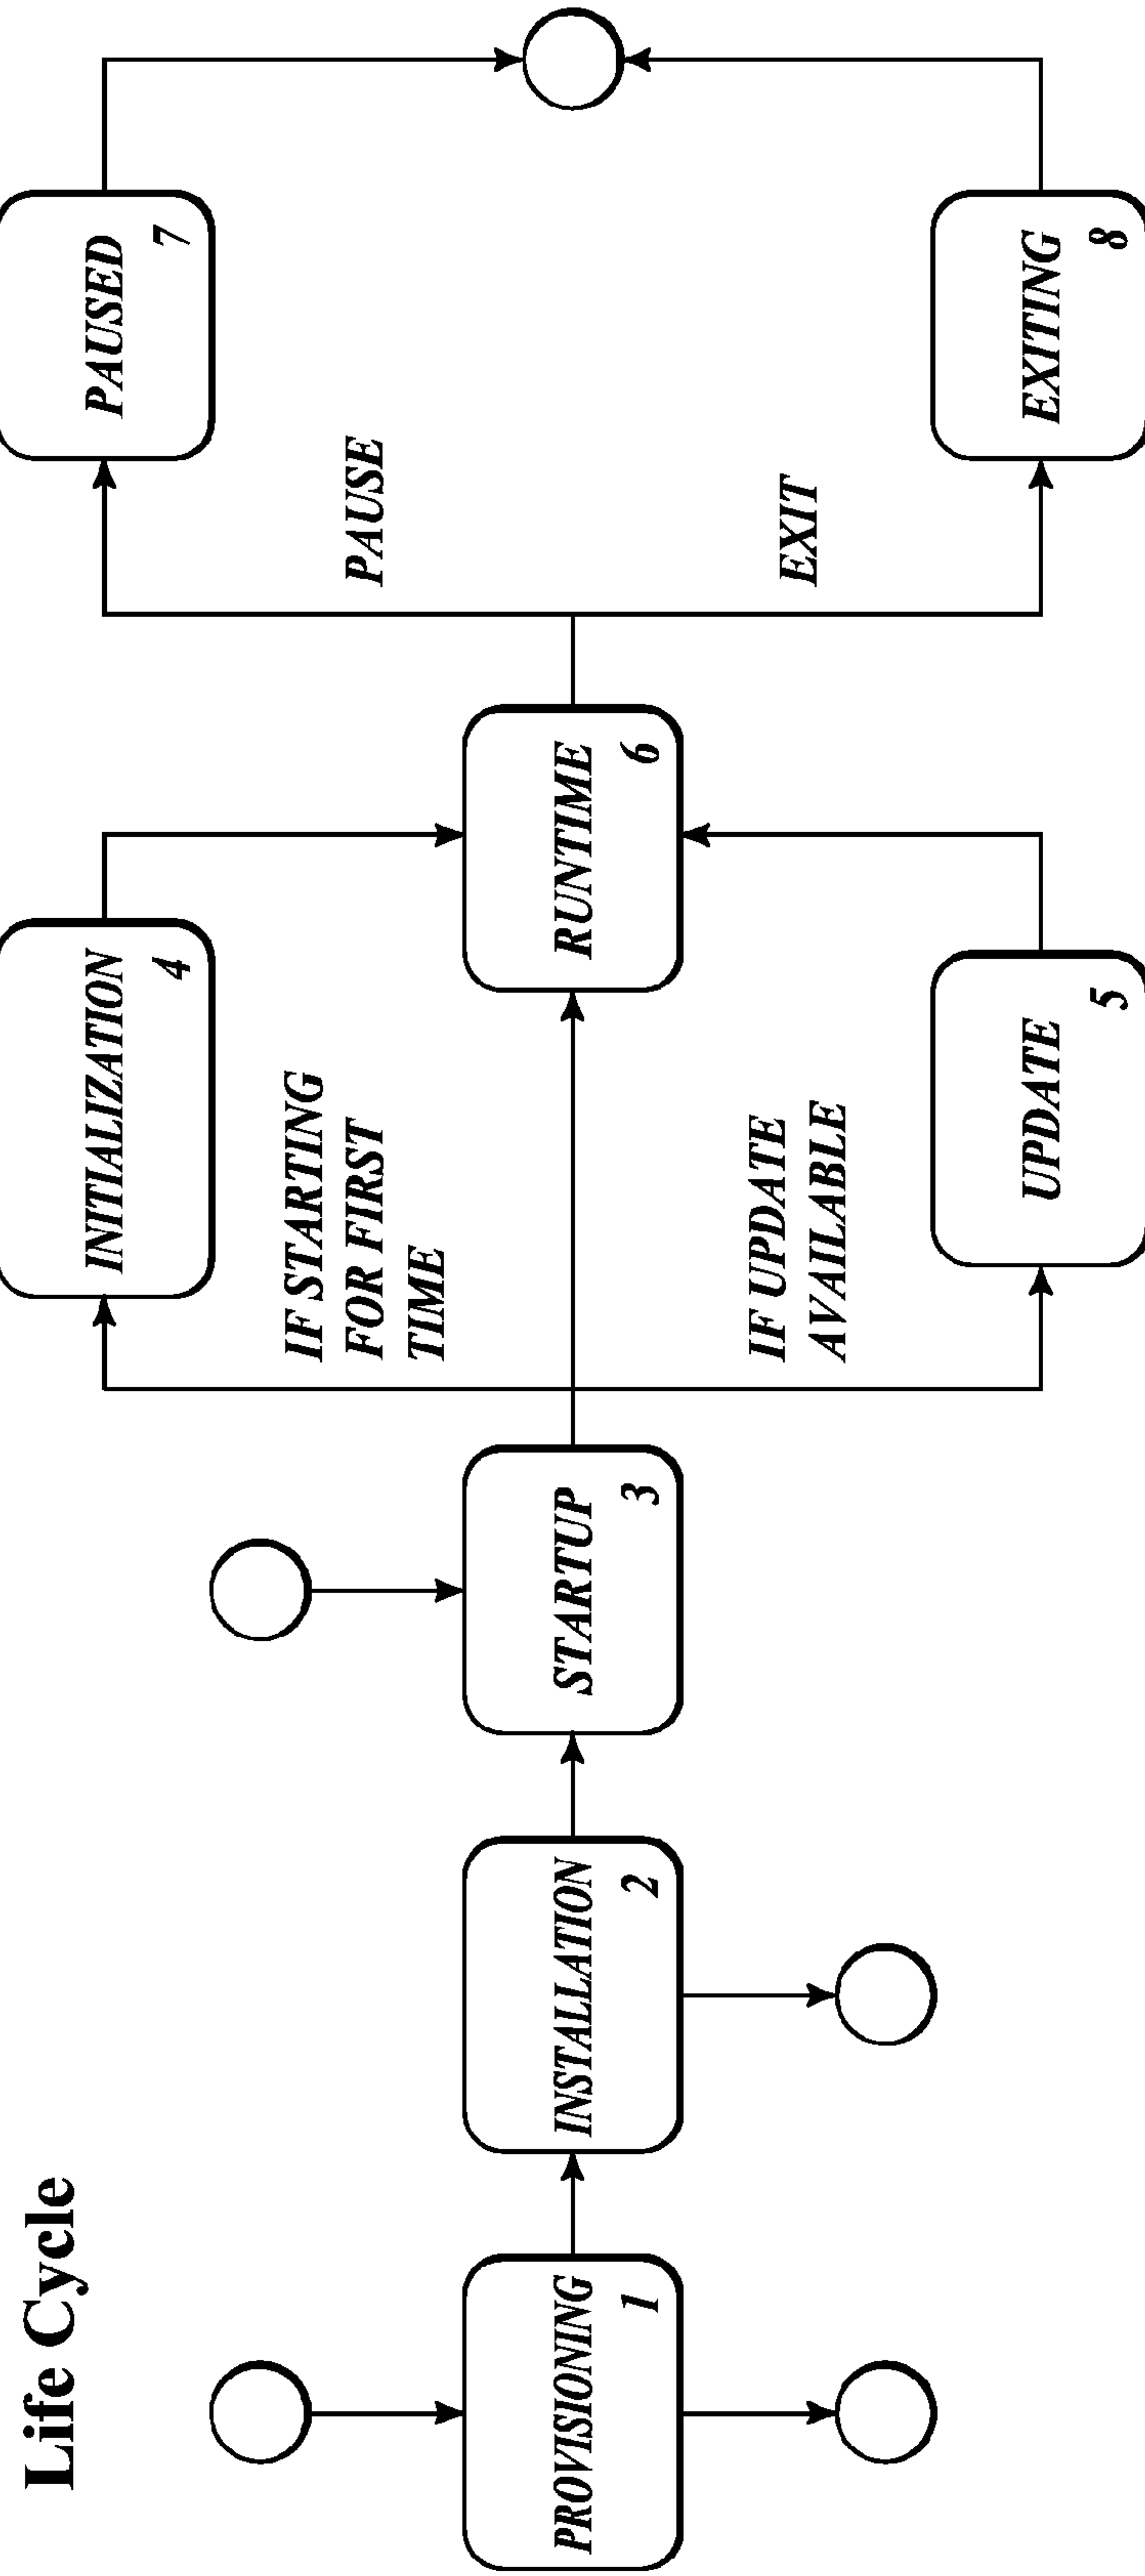 Life Cycle
PROVISIONING
1
INSTALLATION
2
STARTUP
3
IF STARTING
FOR FIRST
TIME
INITIALIZATION
4
IF UPDATE
AVAILABLE
UPDATE
5
RUNTIME
6
PAUSE
PAUSED
7
EXIT
EXITING
8